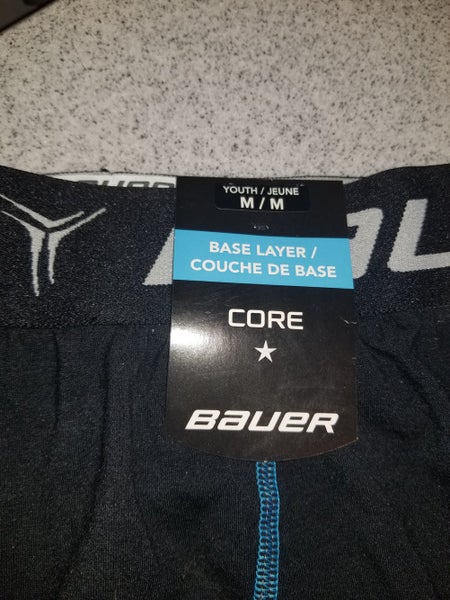 YOUTH / JEUNE
M / M
BASE LAYER /
COUCHE DE BASE
CORE
BAUER